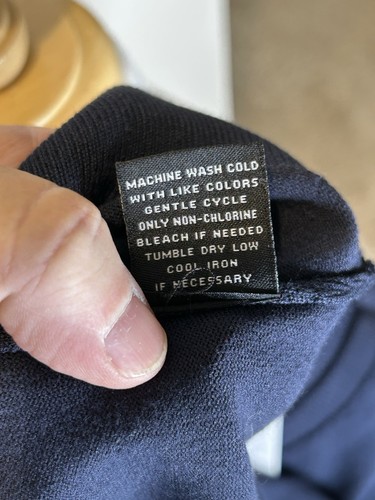 MACHINE WASH COLD
WITH LIKE COLORS
GENTLE CYCLE
ONLY NON-CHLORINE
BLEACH IF NEEDED
TUMBLE DRY LOW
COOL IRON
IF NECESSARY